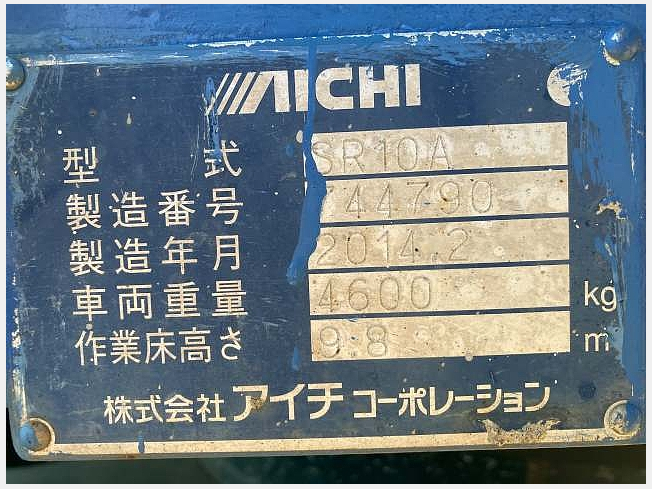 AICHI
型式 SR10A
製造番号 744790
製造年月 2014.2
車両重量 4600 kg
作業床高さ 9.8 m
株式会社 アイチ コーポレーション